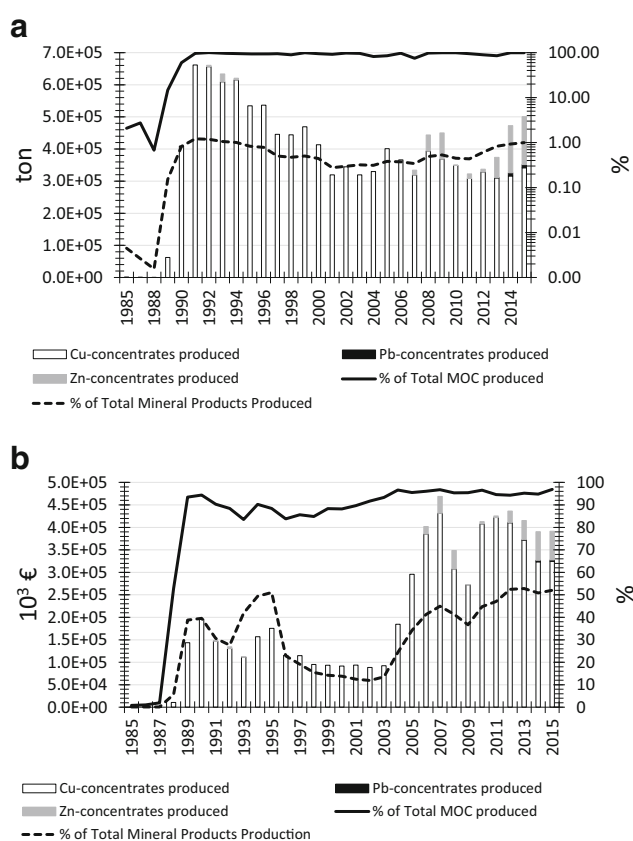 a
7.0E+05
6.0E+05
5.0E+05
4.0E+05
3.0E+05
2.0E+05
1.0E+05
0.0E+00
ton
100.00
10.00
1.00
0.10
0.01
0.00
%
1985 1987 1988 1990 1992 1994 1996 1998 2000 2002 2004 2006 2008 2010 2012 2014
Cu-concentrates produced Pb-concentrates produced
Zn-concentrates produced % of Total MOC produced
% of Total Mineral Products Produced
b
5.0E+05
4.5E+05
4.0E+05
3.5E+05
3.0E+05
2.5E+05
2.0E+05
1.5E+05
1.0E+05
5.0E+04
0.0E+00
10³ €
100
90
80
70
60
50
40
30
20
10
0
%
1985 1987 1989 1991 1993 1995 1997 1999 2001 2003 2005 2007 2009 2011 2013 2015
Cu-concentrates produced Pb-concentrates produced
Zn-concentrates produced % of Total MOC produced
% of Total Mineral Products Production